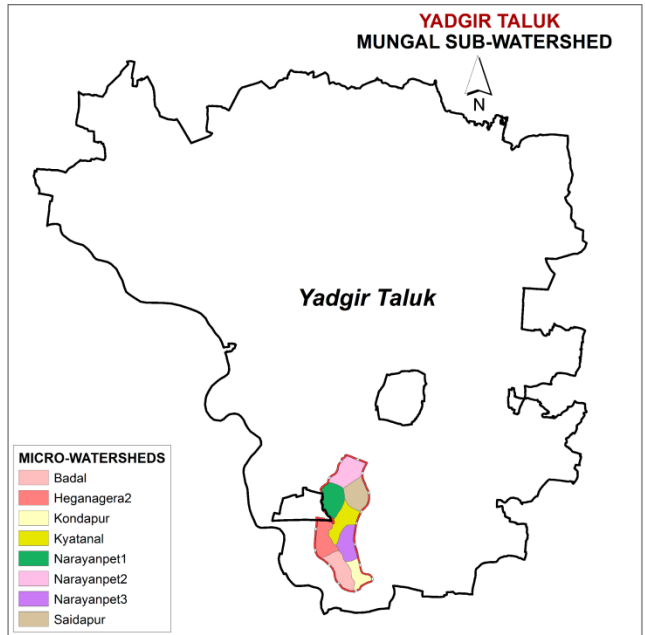 YADGIR TALUK
MUNGAL SUB-WATERSHED
N
Yadgir Taluk
MICRO-WATERSHEDS
Badal
Heganagera2
Kondapur
Kyatanal
Narayanpet1
Narayanpet2
Narayanpet3
Saidapur